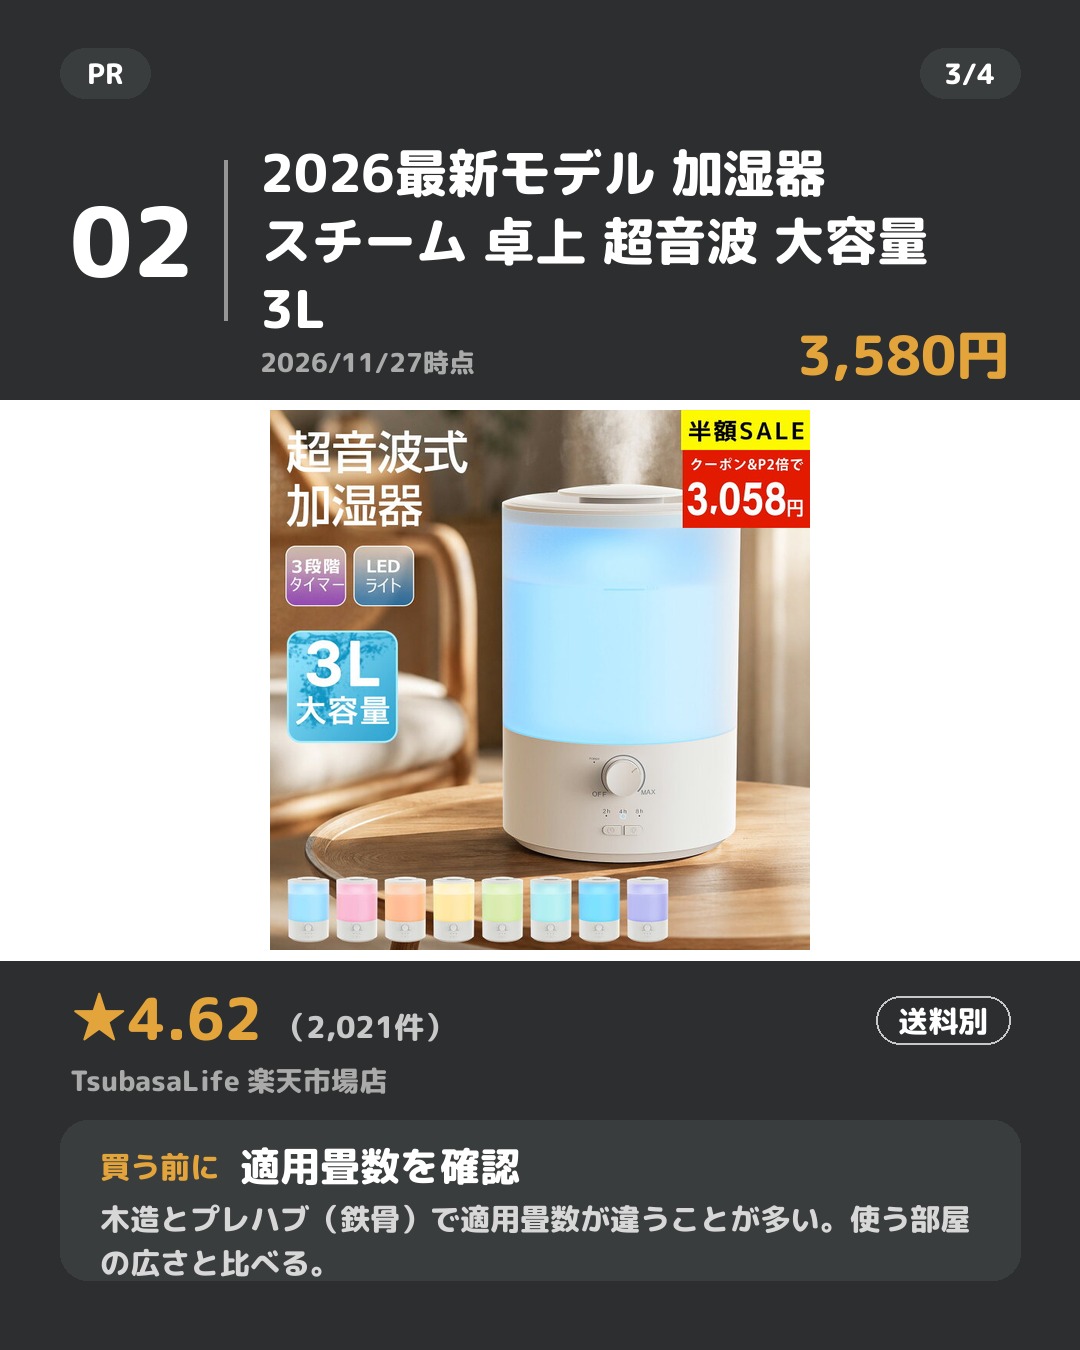 PR
3/4
02
2026最新モデル 加湿器
スチーム 卓上 超音波 大容量
3L
2026/11/27時点
3,580円
超音波式
加湿器
半額SALE
クーポン&P2倍で
3,058円
3段階
タイマー
LED
ライト
3L
大容量
OFF
MAX
2h 4h 8h
★4.62 （2,021件）
送料別
TsubasaLife 楽天市場店
買う前に 適用畳数を確認
木造とプレハブ（鉄骨）で適用畳数が違うことが多い。使う部屋
の広さと比べる。